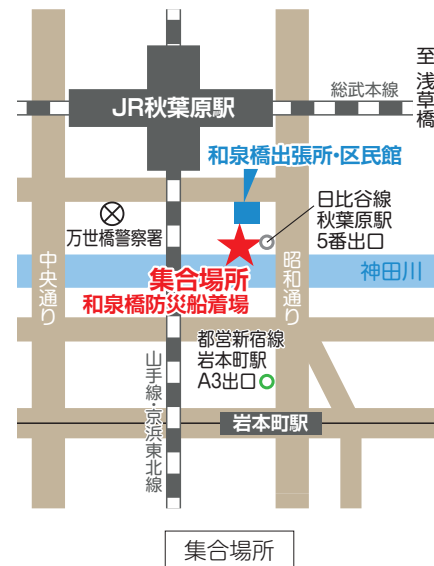 至 浅草橋
総武本線
JR秋葉原駅
和泉橋出張所・区民館
日比谷線
秋葉原駅
5番出口
万世橋警察署
中央通り
昭和通り
神田川
集合場所
和泉橋防災船着場
都営新宿線
岩本町駅
A3出口
山手線・京浜東北線
岩本町駅
集合場所